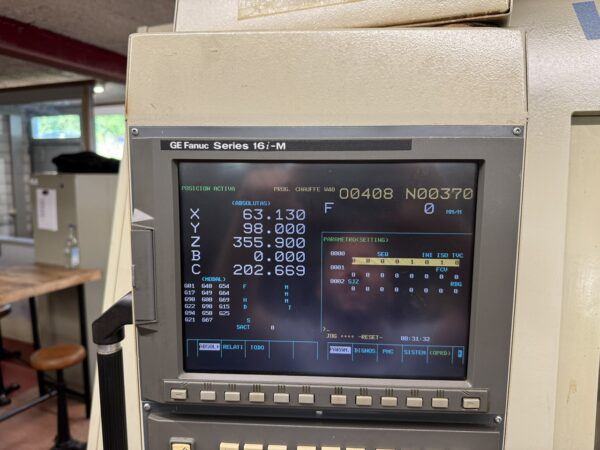 GE Fanuc Series 16i-M
POSICION ACTIVA
PROG. CHAUFFE W40 O0408 N00370
(ABSOLUTAS)
X 63.130
Y 98.000
Z 355.900
B 0.000
C 202.669
F 0 MM/M
(MODAL)
G01 G40 G54 F M
G17 G49 G64
G90 G80 G69 H M
G22 G98 G15 D T
G94 G50 G25
G21 G67 S
SACT 0
PARAMETRO(SETTING)
SEQ INI ISO TVC
0000 0 0 0 0 1 0 1 0
0001 FCV
0 0 0 0 0 0 0 0
0002 SJZ RDG
0 0 0 0 0 0 0 0
>_
JOG **** -RESET- 08:31:32
ABSOLU RELATI TODO
PARAM. DIAGNOS PMC SISTEM (OPRD)